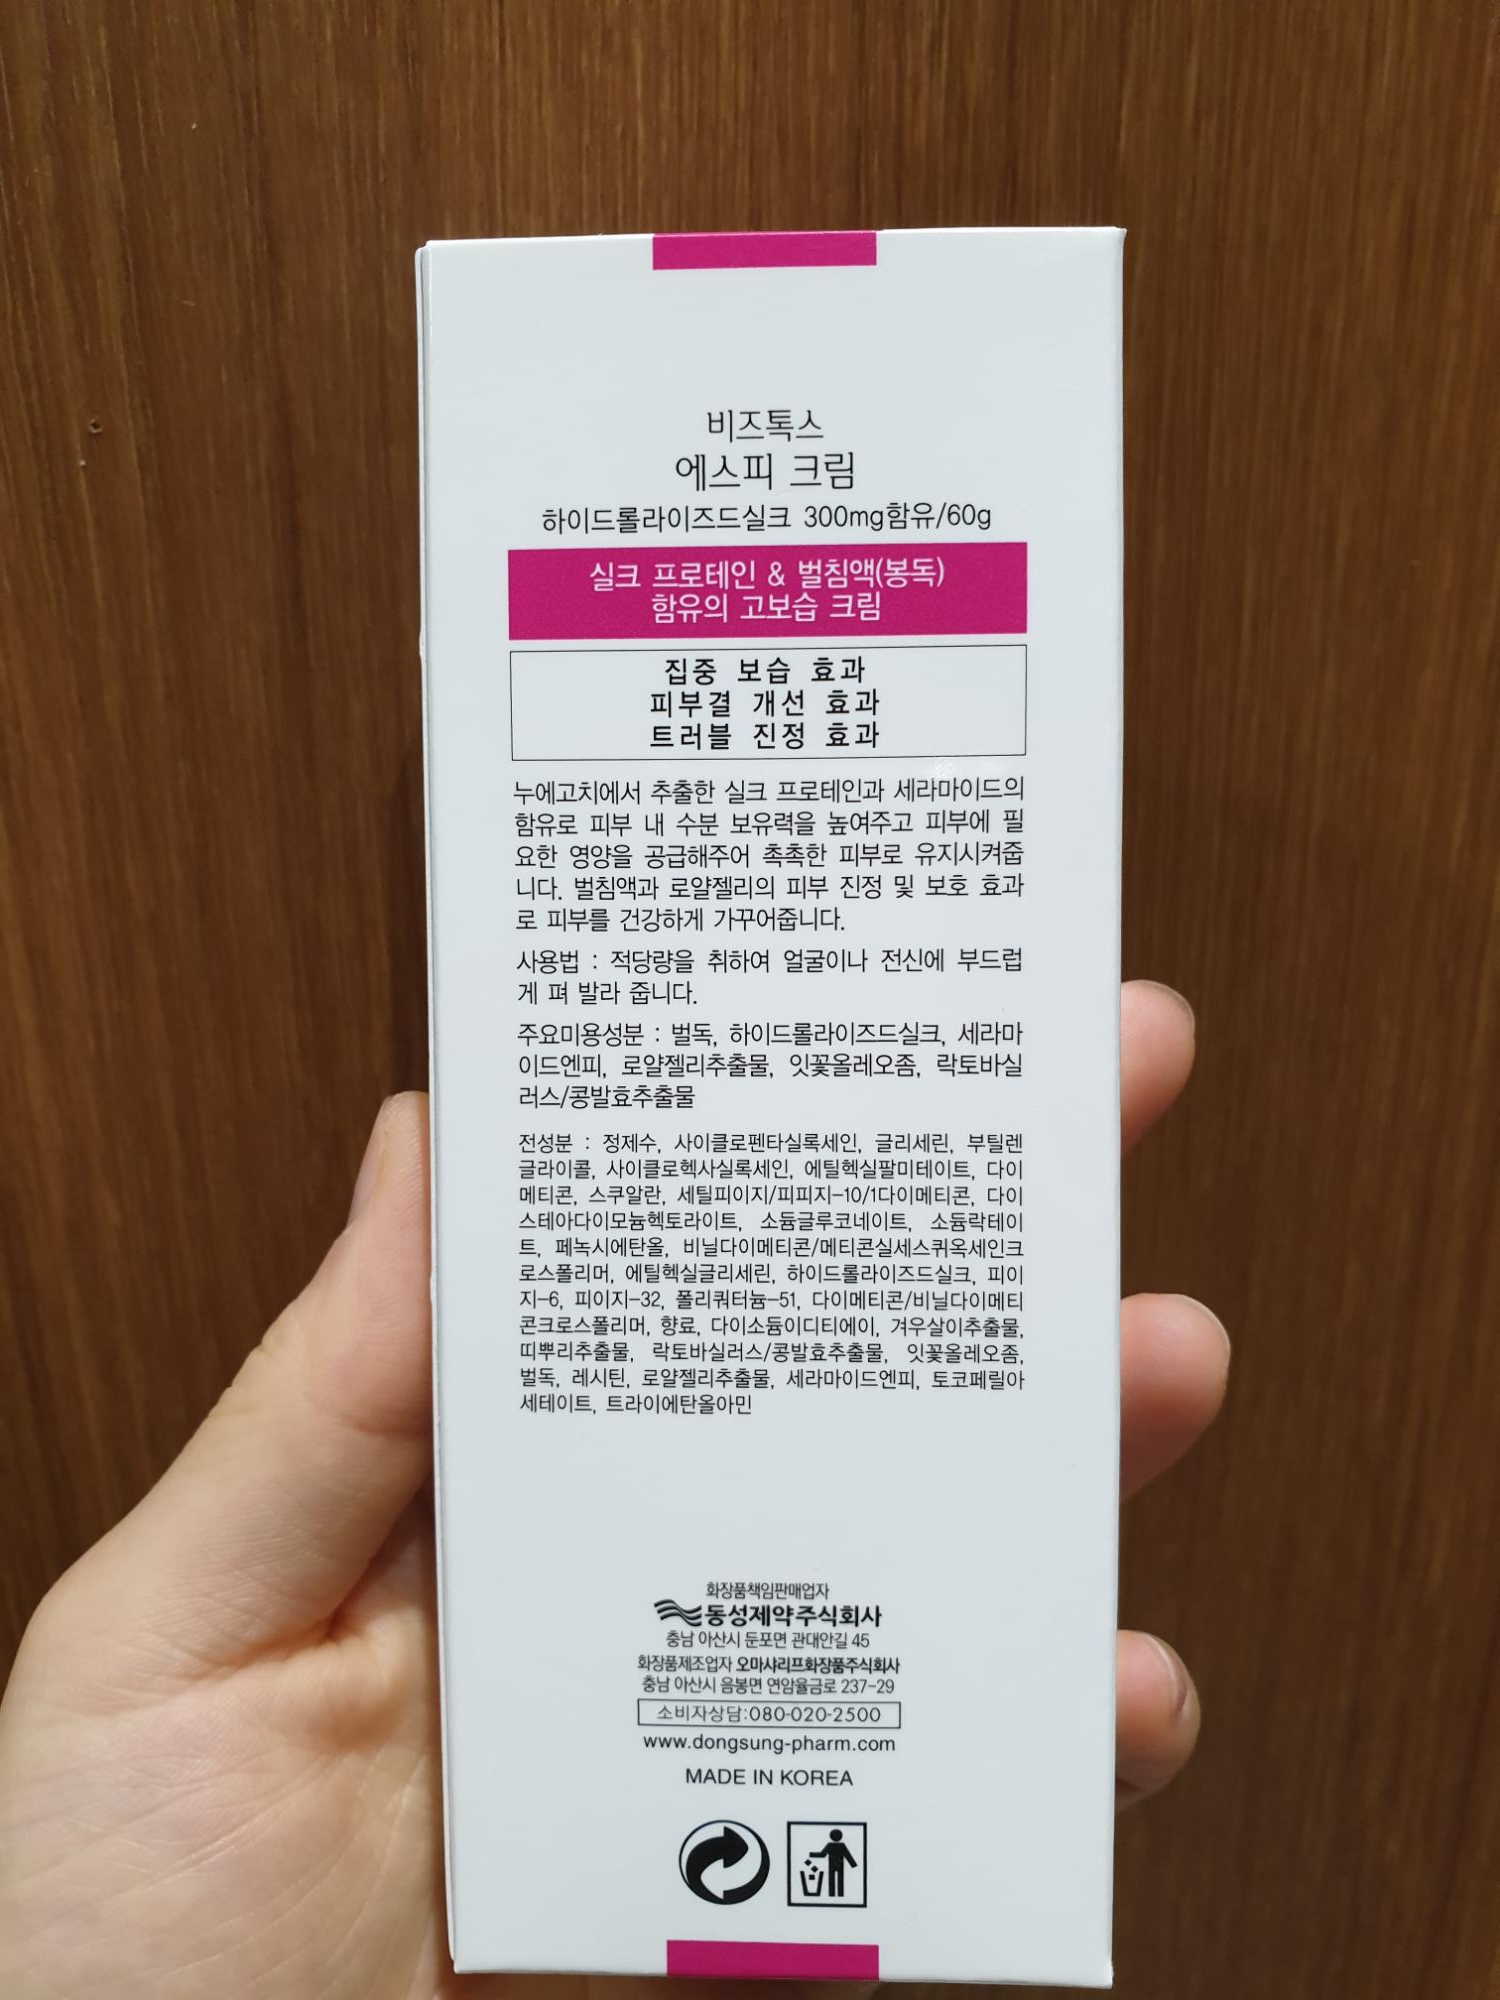 비즈톡스
에스피 크림
하이드롤라이즈드실크 300mg함유/60g
실크 프로테인 & 벌침액(봉독)
함유의 고보습 크림
집중 보습 효과
피부결 개선 효과
트러블 진정 효과
누에고치에서 추출한 실크 프로테인과 세라마이드의
함유로 피부 내 수분 보유력을 높여주고 피부에 필
요한 영양을 공급해주어 촉촉한 피부로 유지시켜줍
니다. 벌침액과 로얄젤리의 피부 진정 및 보호 효과
로 피부를 건강하게 가꾸어줍니다.
사용법 : 적당량을 취하여 얼굴이나 전신에 부드럽
게 펴 발라 줍니다.
주요미용성분 : 벌독, 하이드롤라이즈드실크, 세라마
이드엔피, 로얄젤리추출물, 잇꽃올레오좀, 락토바실
러스/콩발효추출물
전성분 : 정제수, 사이클로펜타실록세인, 글리세린, 부틸렌
글라이콜, 사이클로헥사실록세인, 에틸헥실팔미테이트, 다이
메티콘, 스쿠알란, 세틸피이지/피피지-10/1다이메티콘, 다이
스테아다이모늄헥토라이트, 소듐글루코네이트, 소듐락테이
트, 페녹시에탄올, 비닐다이메티콘/메티콘실세스퀴옥세인크
로스폴리머, 에틸헥실글리세린, 하이드롤라이즈드실크, 피이
지-6, 피이지-32, 폴리쿼터늄-51, 다이메티콘/비닐다이메티
콘크로스폴리머, 향료, 다이소듐이디티에이, 겨우살이추출물,
띠뿌리추출물, 락토바실러스/콩발효추출물, 잇꽃올레오좀,
벌독, 레시틴, 로얄젤리추출물, 세라마이드엔피, 토코페릴아
세테이트, 트라이에탄올아민
화장품책임판매업자
동성제약주식회사
충남 아산시 둔포면 관대안길 45
화장품제조업자 오마샤리프화장품주식회사
충남 아산시 음봉면 연암율금로 237-29
소비자상담:080-020-2500
www.dongsung-pharm.com
MADE IN KOREA